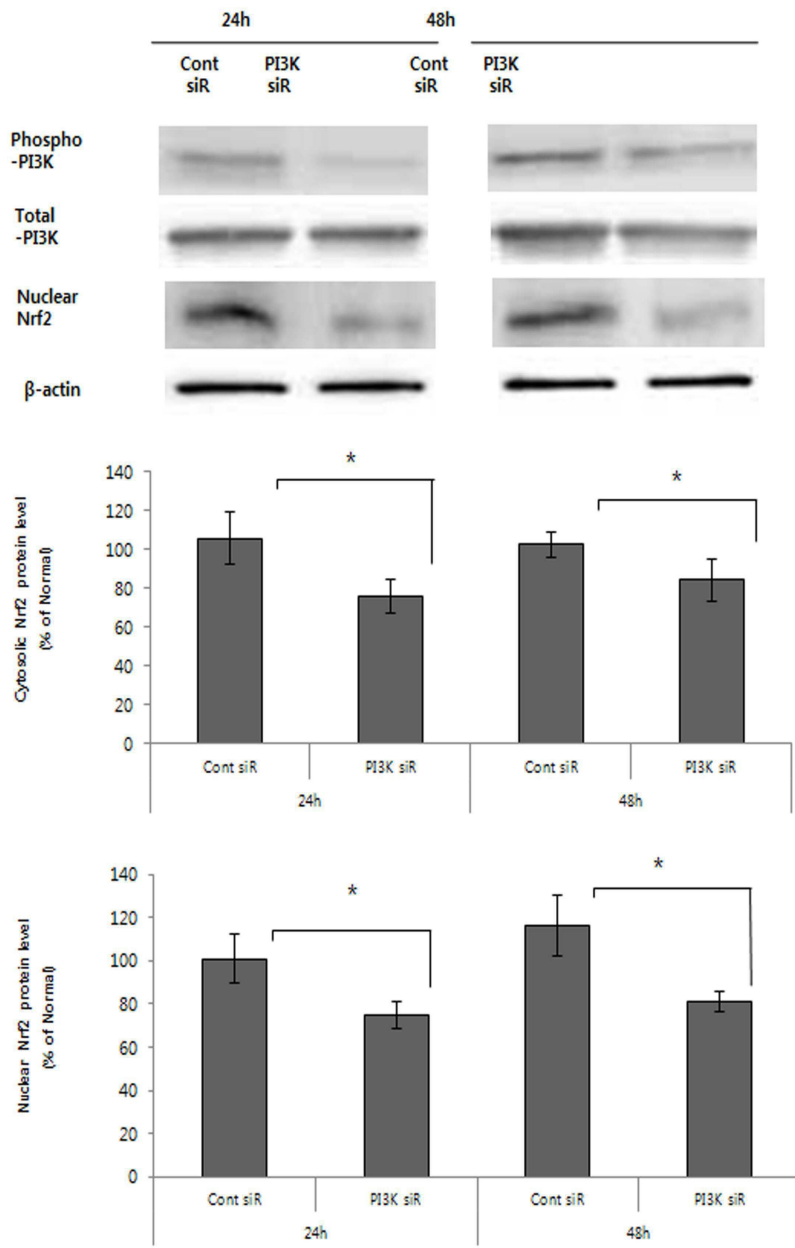 24h 48h
Cont PI3K Cont PI3K
siR siR siR siR
Phospho
-PI3K
Total
-PI3K
Nuclear
Nrf2
β-actin
Cytosolic Nrf2 protein level
(% of Normal)
140
120
100
80
60
40
20
0
*
*
Cont siR PI3K siR Cont siR PI3K siR
24h 48h
Nuclear Nrf2 protein level
(% of Normal)
140
120
100
80
60
40
20
0
*
*
Cont siR PI3K siR Cont siR PI3K siR
24h 48h